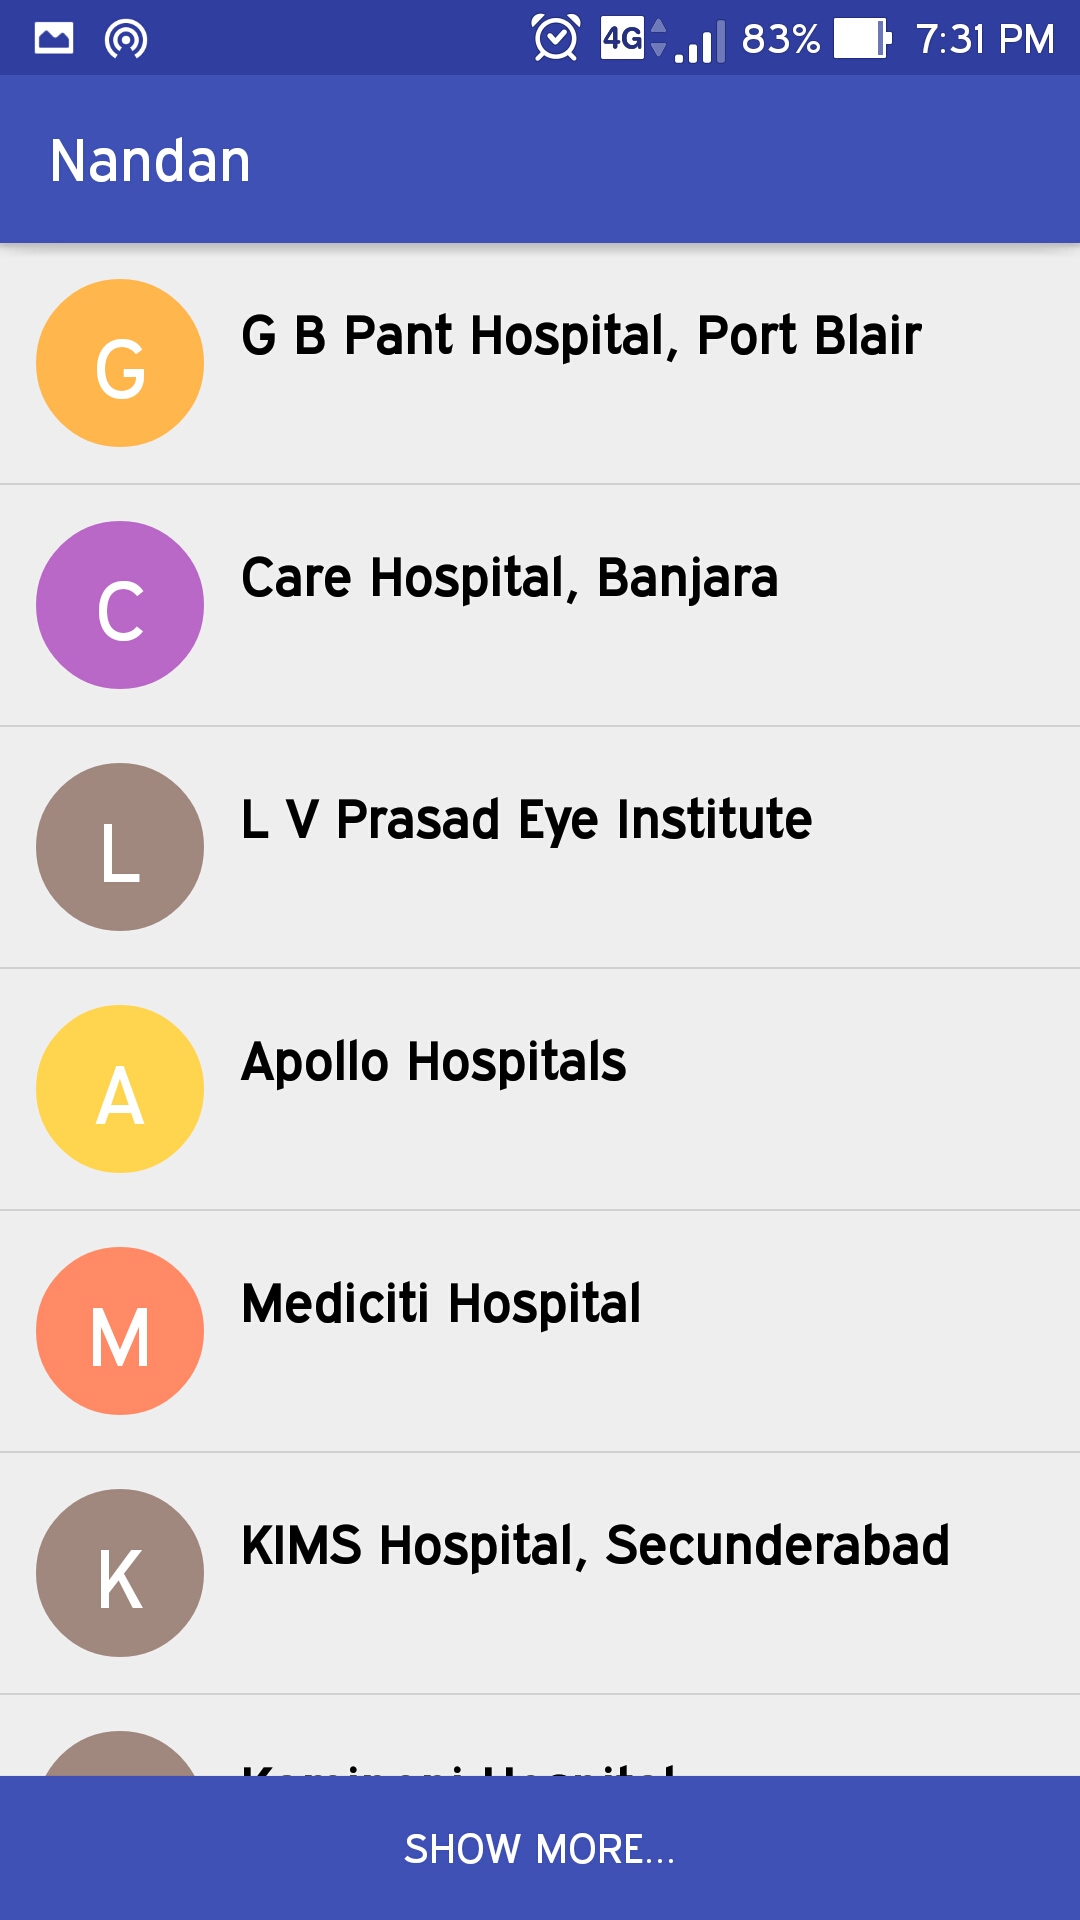 4G 83% 7:31 PM
Nandan
G G B Pant Hospital, Port Blair
C Care Hospital, Banjara
L L V Prasad Eye Institute
A Apollo Hospitals
M Mediciti Hospital
K KIMS Hospital, Secunderabad
Hospital
SHOW MORE...